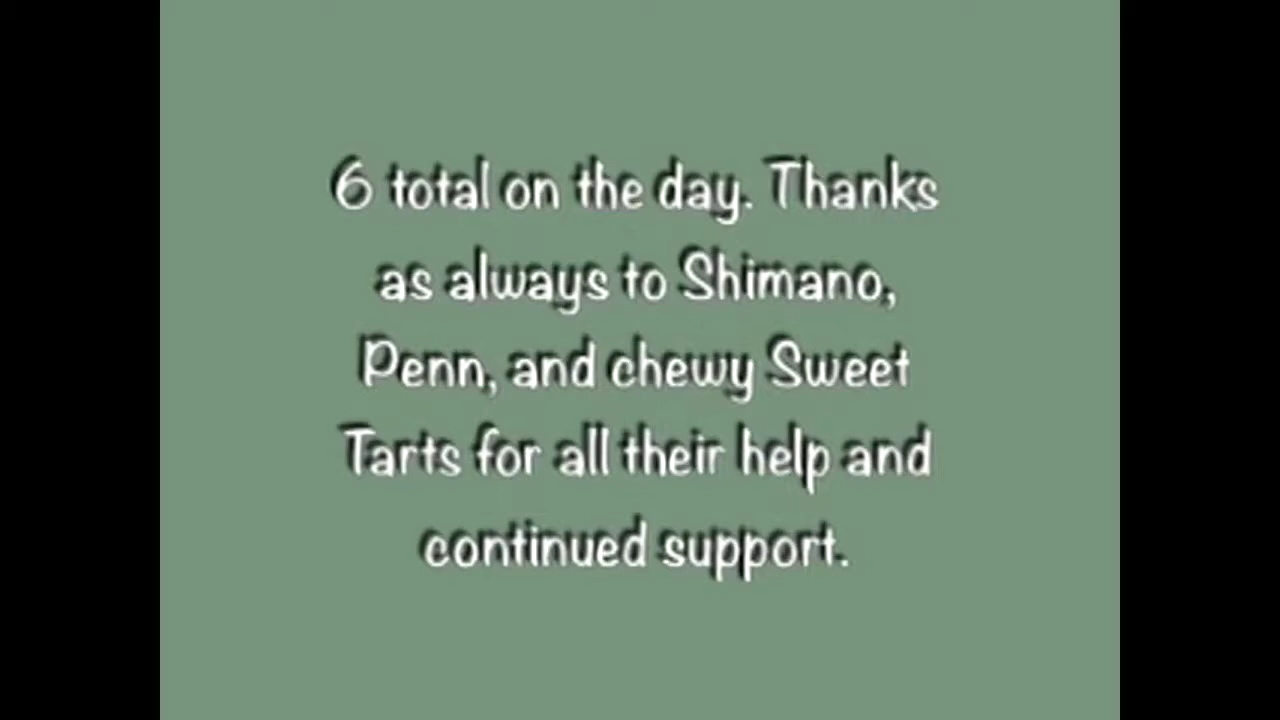 6 total on the day. Thanks
as always to Shimano,
Penn, and chewy Sweet
Tarts for all their help and
continued support.